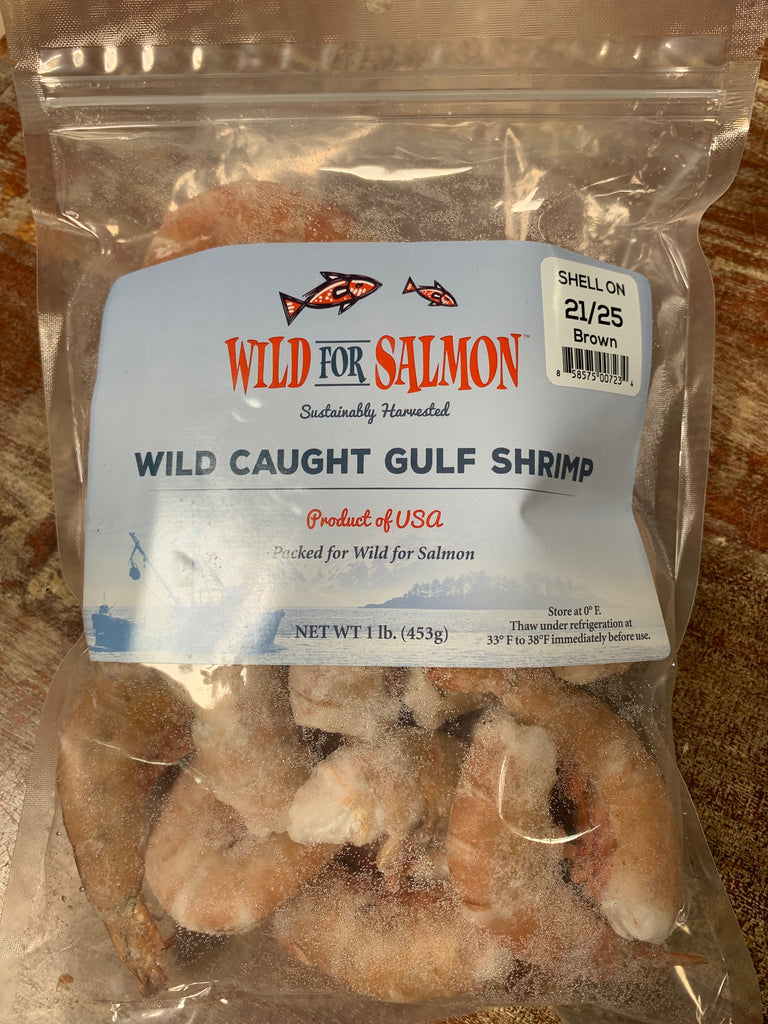 SHELL ON
21/25
Brown
8 58575 00723 4
WILD FOR SALMON™
Sustainably Harvested
WILD CAUGHT GULF SHRIMP
Product of USA
Packed for Wild for Salmon
NET WT 1 lb. (453g)
Store at 0° F.
Thaw under refrigeration at
33° F to 38°F immediately before use.